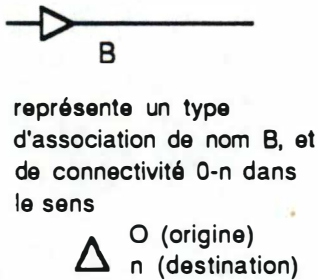 B
représente un type
d'association de nom B, et
de connectivité 0-n dans
le sens
O (origine)
n (destination)